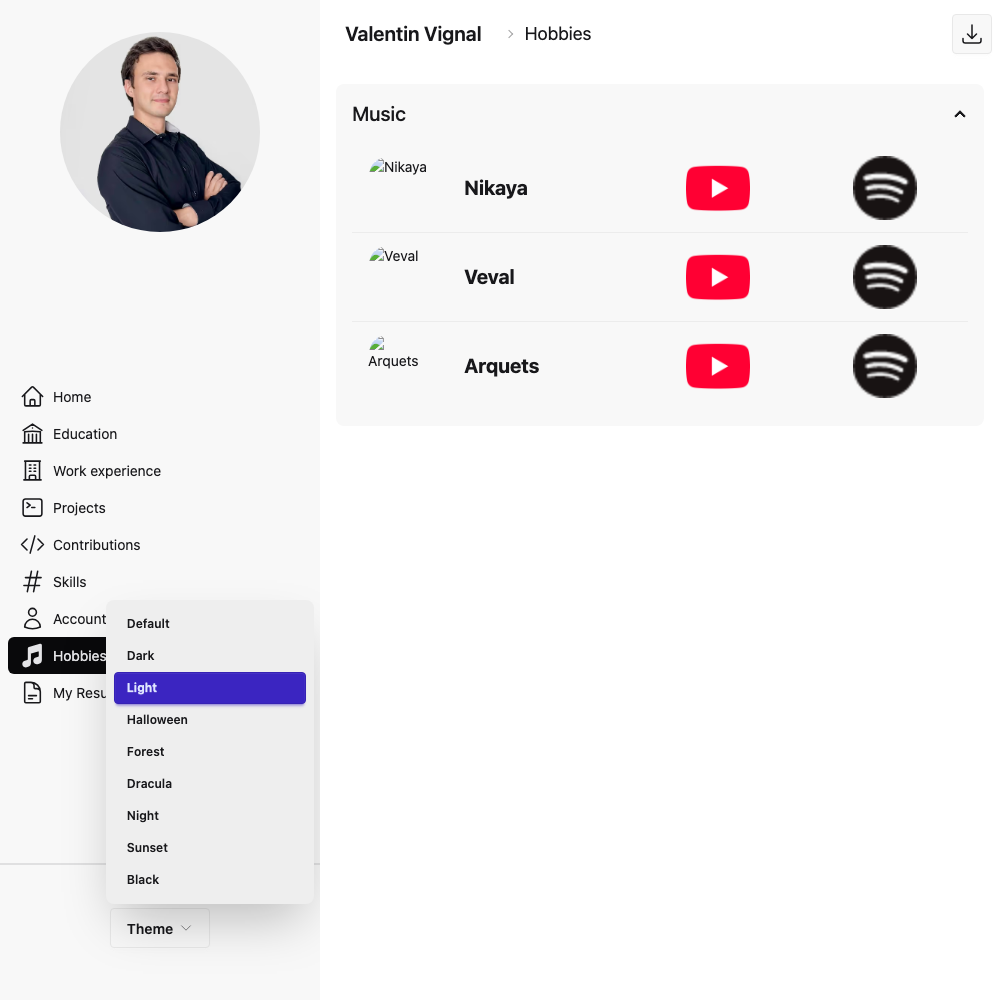 Valentin Vignal
Hobbies
Music
Nikaya
Nikaya
Veval
Veval
Arquets
Arquets
Home
Education
Work experience
Projects
Contributions
Skills
Account
Hobbies
My Resu
Default
Dark
Light
Halloween
Forest
Dracula
Night
Sunset
Black
Theme